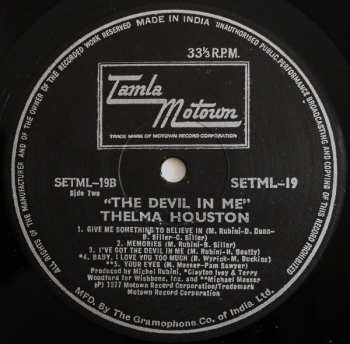 MADE IN INDIA
ALL RIGHTS OF THE MANUFACTURER AND OF THE OWNER OF THE RECORDED WORK RESERVED
UNAUTHORISED PUBLIC PERFORMANCE BROADCASTING AND COPYING OF THIS RECORD PROHIBITED
33⅓ R.P.M.
Tamla
Motown
TRADE MARK OF MOTOWN RECORD CORPORATION
SETML-19B
SETML-19
Side Two
"THE DEVIL IN ME"
THELMA HOUSTON
1. GIVE ME SOMETHING TO BELIEVE IN (M. Rubini-D. Dunn-
B. Siller-C. Siller)
2. MEMORIES (M. Rubini-B. Siller)
3. I'VE GOT THE DEVIL IN ME (M. Rubini-H. Beatty)
*4. BABY, I LOVE YOU TOO MUCH (B. Wyrick-M. Buckins)
**5. YOUR EYES (M. Masser-Pam Sawyer)
Produced by Michel Rubini, *Clayton Ivey & Terry
Woodford for Wishbone, Inc. and **Michael Masser
(p) 1977 Motown Record Corporation/Trademark
Motown Record Corporation
MFD. By The Gramophone Co. of India Ltd.